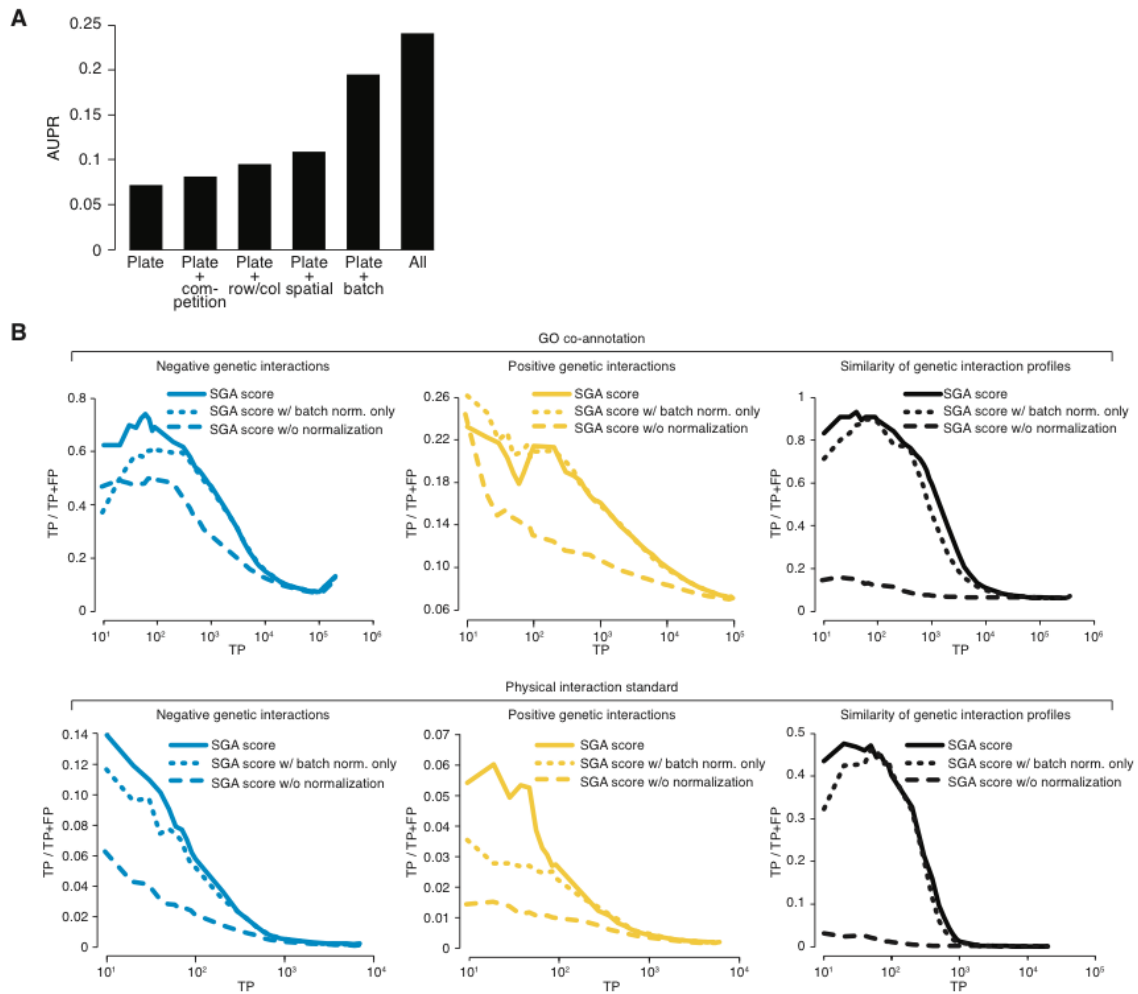 A
0.25
0.2
0.15
0.1
0.05
0
AUPR
Plate
Plate + com- petition
Plate + row/col
Plate + spatial
Plate + batch
All
B
GO co-annotation
Negative genetic interactions
SGA score
SGA score w/ batch norm. only
SGA score w/o normalization
0.8
0.6
0.4
0.2
0
TP / TP+FP
10¹ 10² 10³ 10⁴ 10⁵ 10⁶
TP
Positive genetic interactions
SGA score
SGA score w/ batch norm. only
SGA score w/o normalization
0.26
0.22
0.18
0.14
0.10
0.06
TP / TP+FP
10¹ 10² 10³ 10⁴ 10⁵
TP
Similarity of genetic interaction profiles
SGA score
SGA score w/ batch norm. only
SGA score w/o normalization
1
0.8
0.6
0.4
0.2
0
TP / TP+FP
10¹ 10² 10³ 10⁴ 10⁵ 10⁶
TP
Physical interaction standard
Negative genetic interactions
SGA score
SGA score w/ batch norm. only
SGA score w/o normalization
0.14
0.12
0.10
0.08
0.06
0.04
0.02
0
TP / TP+FP
10¹ 10² 10³ 10⁴
TP
Positive genetic interactions
SGA score
SGA score w/ batch norm. only
SGA score w/o normalization
0.07
0.06
0.05
0.04
0.03
0.02
0.01
0
TP / TP+FP
10¹ 10² 10³ 10⁴
TP
Similarity of genetic interaction profiles
SGA score
SGA score w/ batch norm. only
SGA score w/o normalization
0.5
0.4
0.3
0.2
0.1
0
TP / TP+FP
10¹ 10² 10³ 10⁴ 10⁵
TP